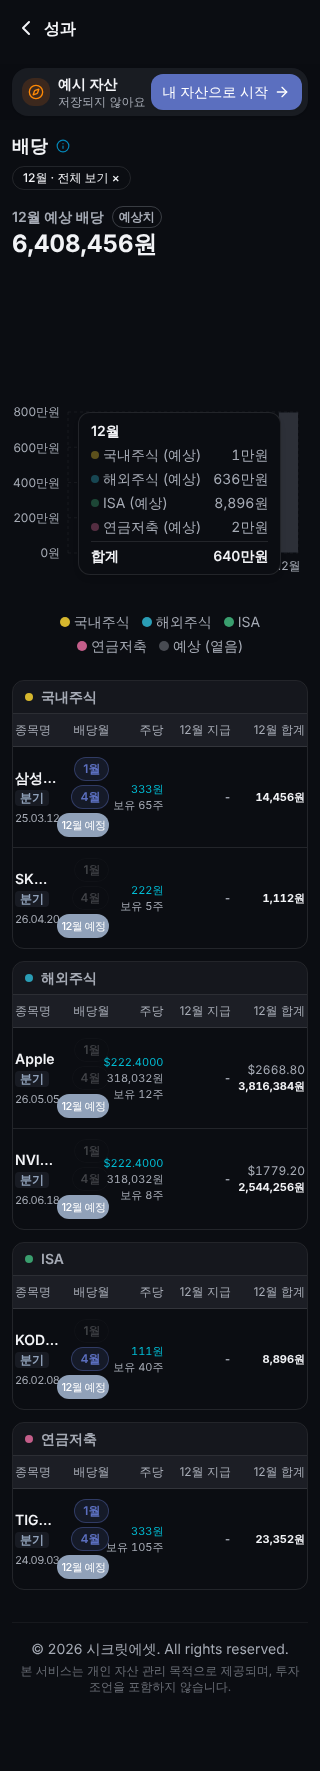 성과
예시 자산
저장되지 않아요
내 자산으로 시작 →
배당
12월 · 전체 보기 ×
12월 예상 배당 예상치
6,408,456원
800만원
600만원
400만원
200만원
0원
12월
국내주식 (예상) 1만원
해외주식 (예상) 636만원
ISA (예상) 8,896원
연금저축 (예상) 2만원
합계 640만원
2월
국내주식 해외주식 ISA
연금저축 예상 (옅음)
국내주식
종목명 배당월 주당 12월 지급 12월 합계
삼성...
분기
25.03.12
1월
4월
12월 예정
333원
보유 65주
-
14,456원
SK...
분기
26.04.20
1월
4월
12월 예정
222원
보유 5주
-
1,112원
해외주식
종목명 배당월 주당 12월 지급 12월 합계
Apple
분기
26.05.05
1월
4월
12월 예정
$222.4000
318,032원
보유 12주
-
$2668.80
3,816,384원
NVI...
분기
26.06.18
1월
4월
12월 예정
$222.4000
318,032원
보유 8주
-
$1779.20
2,544,256원
ISA
종목명 배당월 주당 12월 지급 12월 합계
KOD...
분기
26.02.08
1월
4월
12월 예정
111원
보유 40주
-
8,896원
연금저축
종목명 배당월 주당 12월 지급 12월 합계
TIG...
분기
24.09.03
1월
4월
12월 예정
333원
보유 105주
-
23,352원
© 2026 시크릿에셋. All rights reserved.
본 서비스는 개인 자산 관리 목적으로 제공되며, 투자
조언을 포함하지 않습니다.